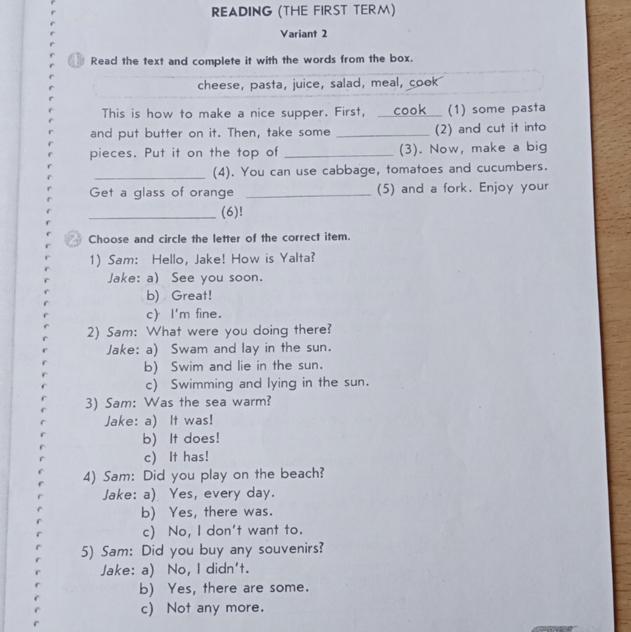 READING (THE FIRST TERM)
Variant 2
1 Read the text and complete it with the words from the box.
cheese, pasta, juice, salad, meal, cook
This is how to make a nice supper. First, cook (1) some pasta
and put butter on it. Then, take some ____________ (2) and cut it into
pieces. Put it on the top of ______________ (3). Now, make a big
______________ (4). You can use cabbage, tomatoes and cucumbers.
Get a glass of orange ________________ (5) and a fork. Enjoy your
________________ (6)!
2 Choose and circle the letter of the correct item.
1) Sam: Hello, Jake! How is Yalta?
Jake: a) See you soon.
b) Great!
c) I'm fine.
2) Sam: What were you doing there?
Jake: a) Swam and lay in the sun.
b) Swim and lie in the sun.
c) Swimming and lying in the sun.
3) Sam: Was the sea warm?
Jake: a) It was!
b) It does!
c) It has!
4) Sam: Did you play on the beach?
Jake: a) Yes, every day.
b) Yes, there was.
c) No, I don't want to.
5) Sam: Did you buy any souvenirs?
Jake: a) No, I didn't.
b) Yes, there are some.
c) Not any more.